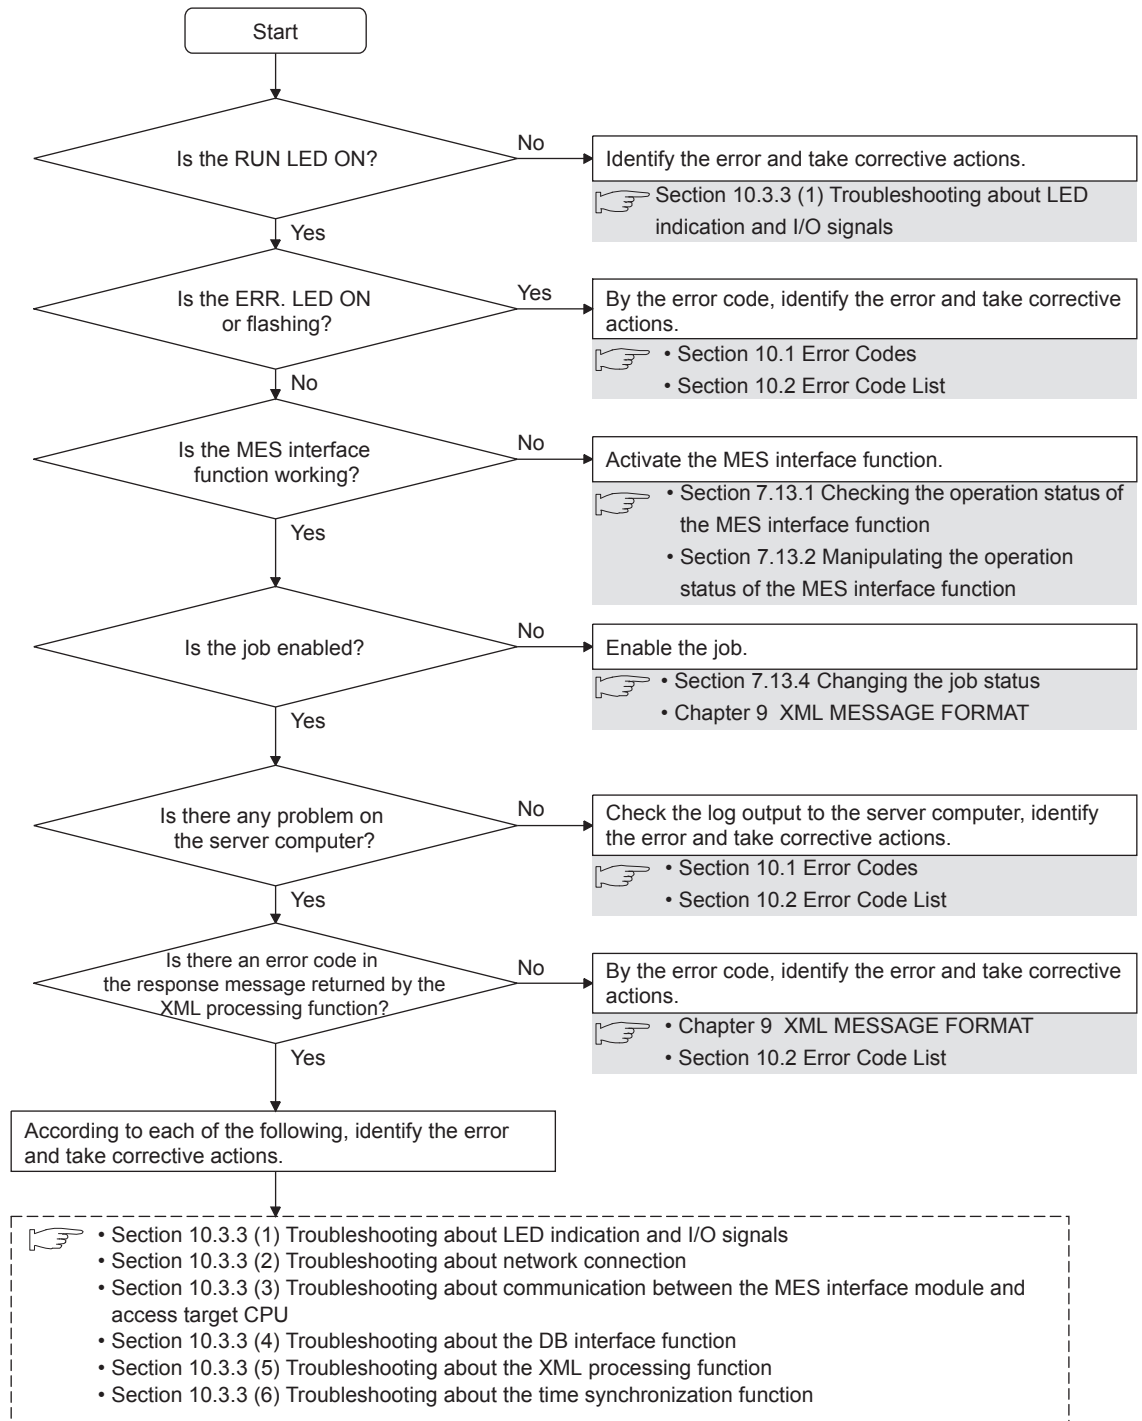 Start
Is the RUN LED ON?
No
Identify the error and take corrective actions.
Section 10.3.3 (1) Troubleshooting about LED
indication and I/O signals
Yes
Is the ERR. LED ON
or flashing?
Yes
By the error code, identify the error and take corrective
actions.
• Section 10.1 Error Codes
• Section 10.2 Error Code List
No
Is the MES interface
function working?
No
Activate the MES interface function.
• Section 7.13.1 Checking the operation status of
the MES interface function
• Section 7.13.2 Manipulating the operation
status of the MES interface function
Yes
Is the job enabled?
No
Enable the job.
• Section 7.13.4 Changing the job status
• Chapter 9 XML MESSAGE FORMAT
Yes
Is there any problem on
the server computer?
No
Check the log output to the server computer, identify
the error and take corrective actions.
• Section 10.1 Error Codes
• Section 10.2 Error Code List
Yes
Is there an error code in
the response message returned by the
XML processing function?
No
By the error code, identify the error and take corrective
actions.
• Chapter 9 XML MESSAGE FORMAT
• Section 10.2 Error Code List
Yes
According to each of the following, identify the error
and take corrective actions.
• Section 10.3.3 (1) Troubleshooting about LED indication and I/O signals
• Section 10.3.3 (2) Troubleshooting about network connection
• Section 10.3.3 (3) Troubleshooting about communication between the MES interface module and
access target CPU
• Section 10.3.3 (4) Troubleshooting about the DB interface function
• Section 10.3.3 (5) Troubleshooting about the XML processing function
• Section 10.3.3 (6) Troubleshooting about the time synchronization function